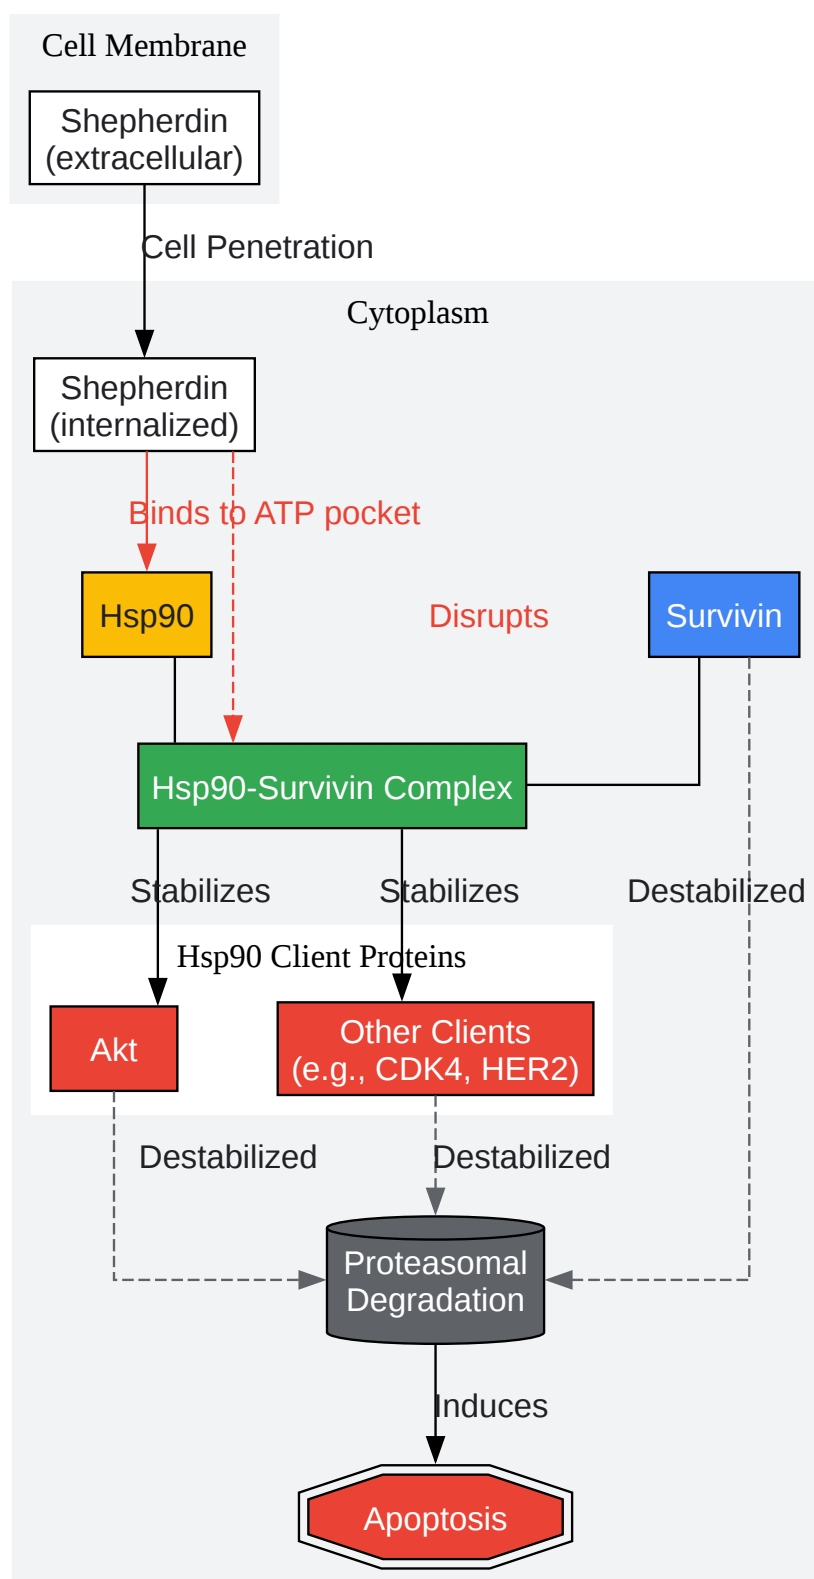 Cell Membrane
Shepherdin
(extracellular)
Cell Penetration
Cytoplasm
Shepherdin
(internalized)
Binds to ATP pocket
Hsp90
Disrupts
Survivin
Hsp90-Survivin Complex
Stabilizes
Stabilizes
Destabilized
Hsp90 Client Proteins
Akt
Other Clients
(e.g., CDK4, HER2)
Destabilized
Destabilized
Proteasomal
Degradation
Induces
Apoptosis